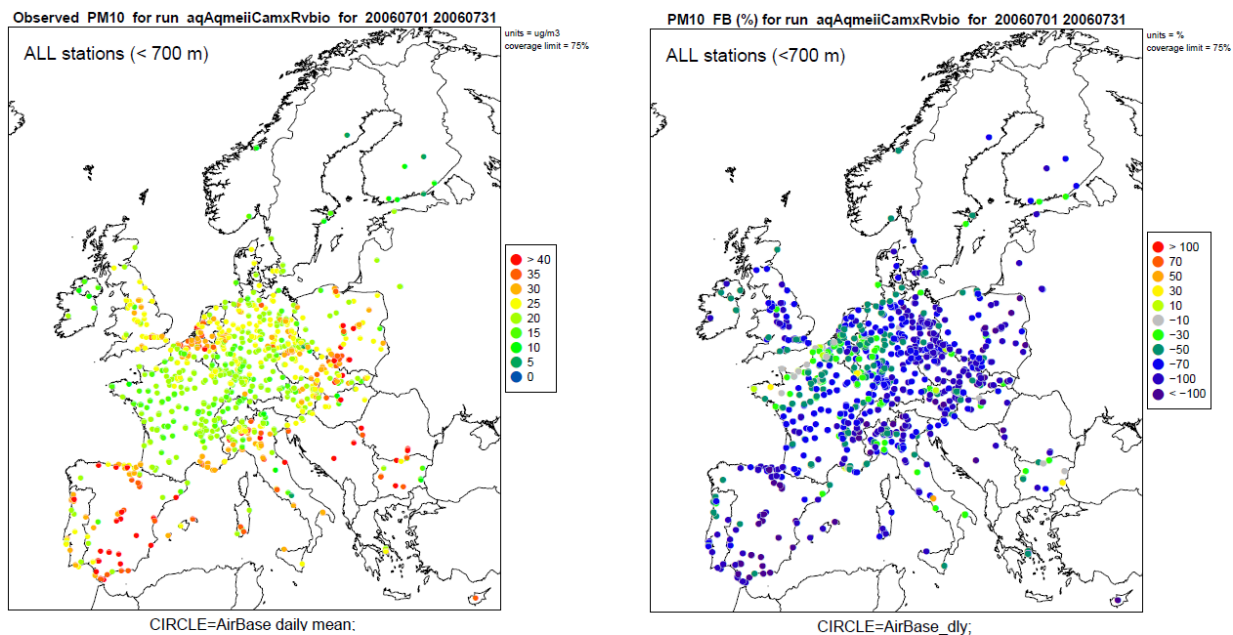 Observed PM10 for run aqAqmeiiCamxRvbio for 20060701 20060731
units = ug/m3
coverage limit = 75%
ALL stations (< 700 m)
> 40
35
30
25
20
15
10
5
0
CIRCLE=AirBase daily mean;
PM10 FB (%) for run aqAqmeiiCamxRvbio for 20060701 20060731
units = %
coverage limit = 75%
ALL stations (<700 m)
> 100
70
50
30
10
−10
−30
−50
−70
−100
< −100
CIRCLE=AirBase_dly;